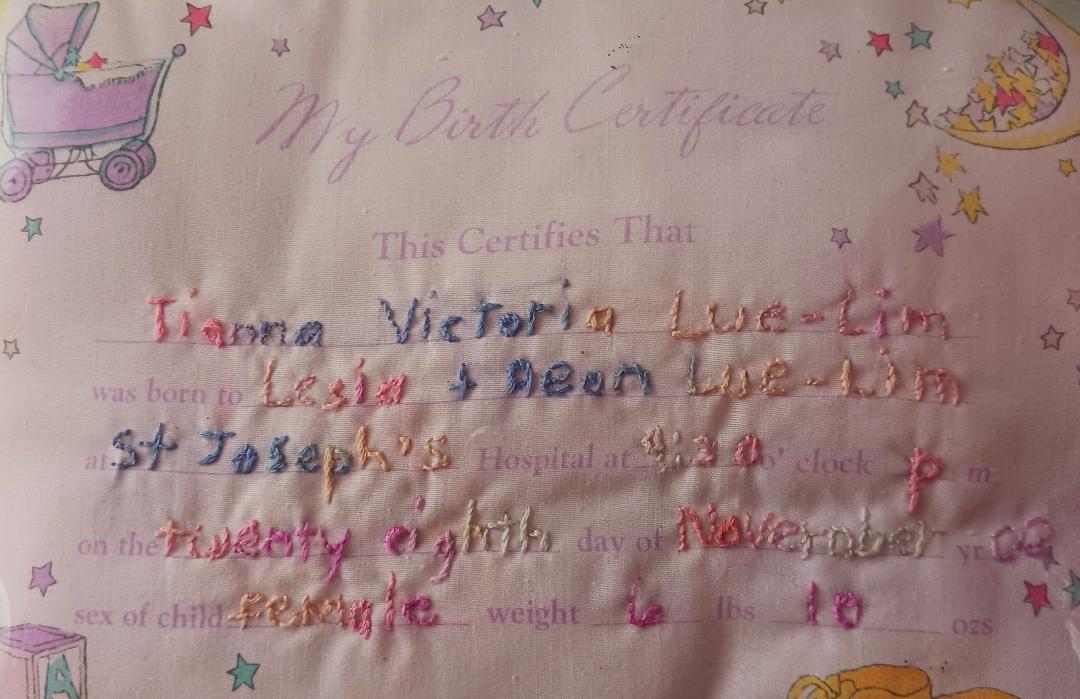 My Birth Certificate
This Certifies That
Tianna Victoria Lue-Lim
was born to Lesia + Aeon Lue-Lim
at St Joseph's Hospital at 9:30 o' clock p m
on the twenty eighth day of November yr 02
sex of child female weight 6 lbs 10 ozs
A